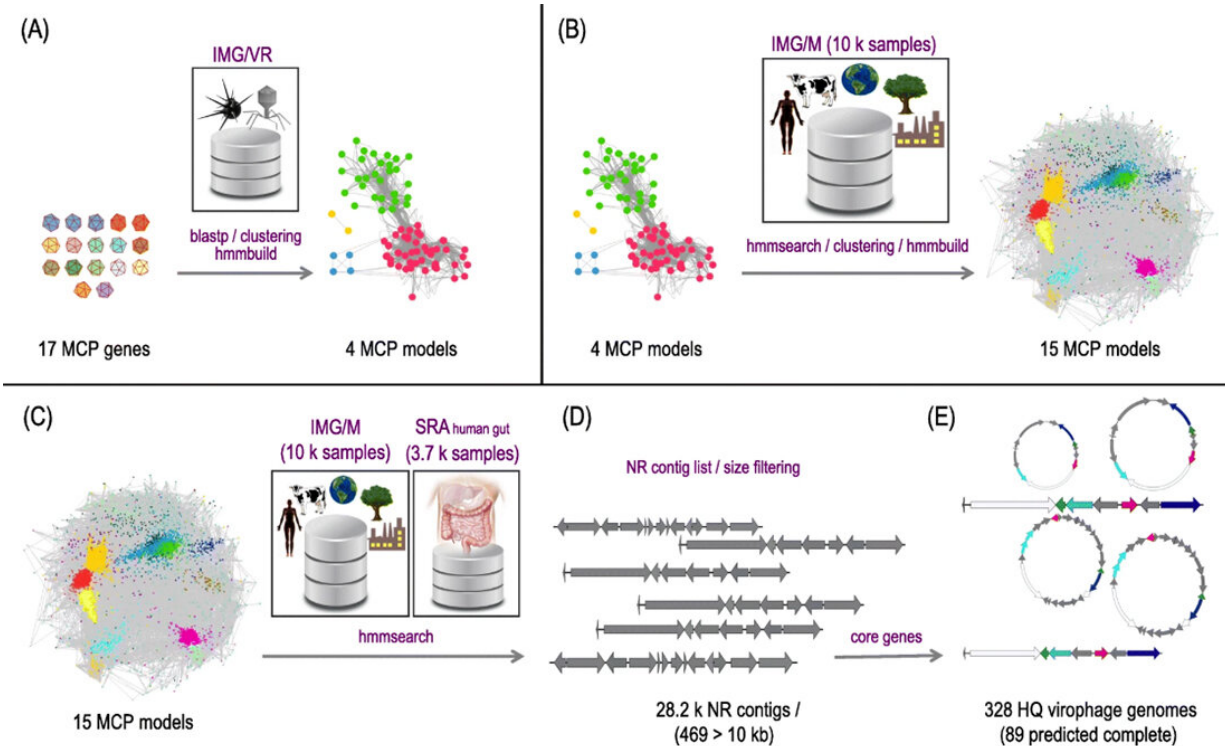 (A)
IMG/VR
blastp / clustering
hmmbuild
17 MCP genes
4 MCP models
(B)
IMG/M (10 k samples)
hmmsearch / clustering / hmmbuild
4 MCP models
15 MCP models
(C)
IMG/M
(10 k samples)
SRA human gut
(3.7 k samples)
hmmsearch
15 MCP models
(D)
NR contig list / size filtering
core genes
28.2 k NR contigs /
(469 > 10 kb)
(E)
328 HQ virophage genomes
(89 predicted complete)